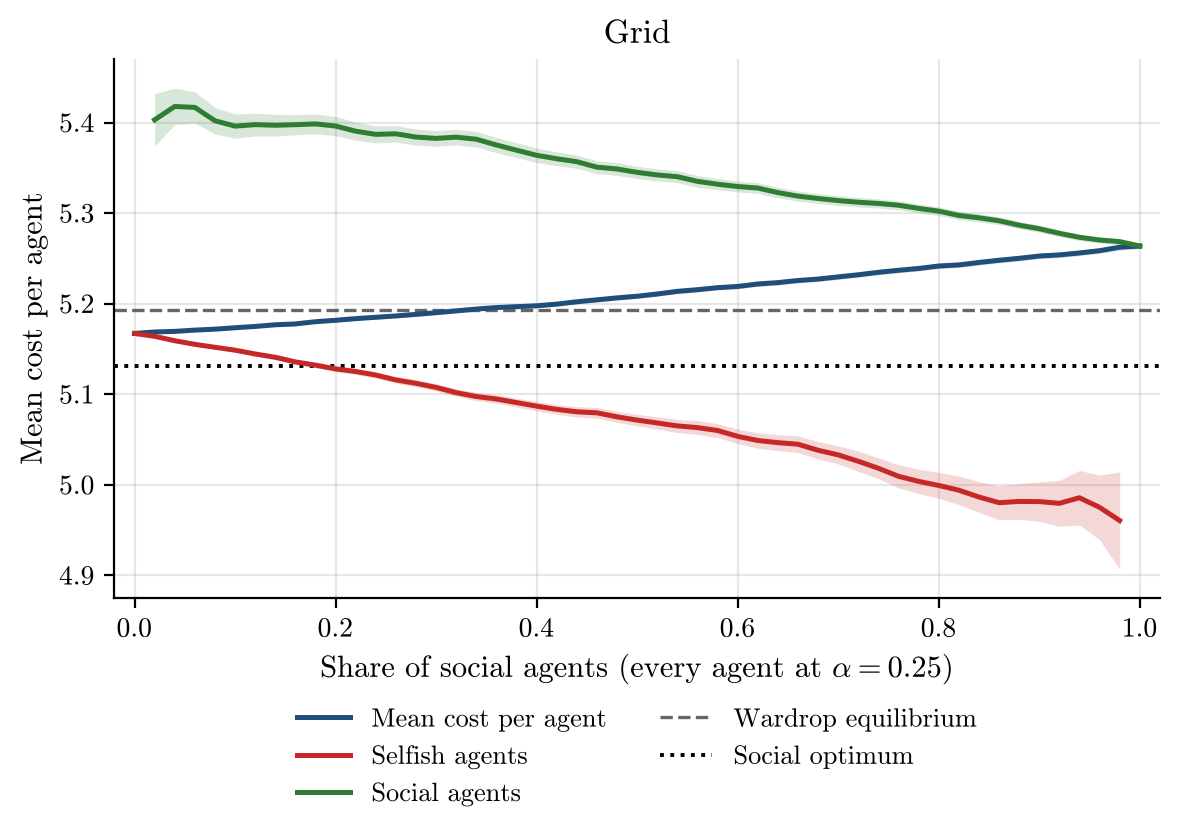 Grid
Mean cost per agent
5.4
5.3
5.2
5.1
5.0
4.9
0.0 0.2 0.4 0.6 0.8 1.0
Share of social agents (every agent at α = 0.25)
Mean cost per agent
Selfish agents
Social agents
Wardrop equilibrium
Social optimum